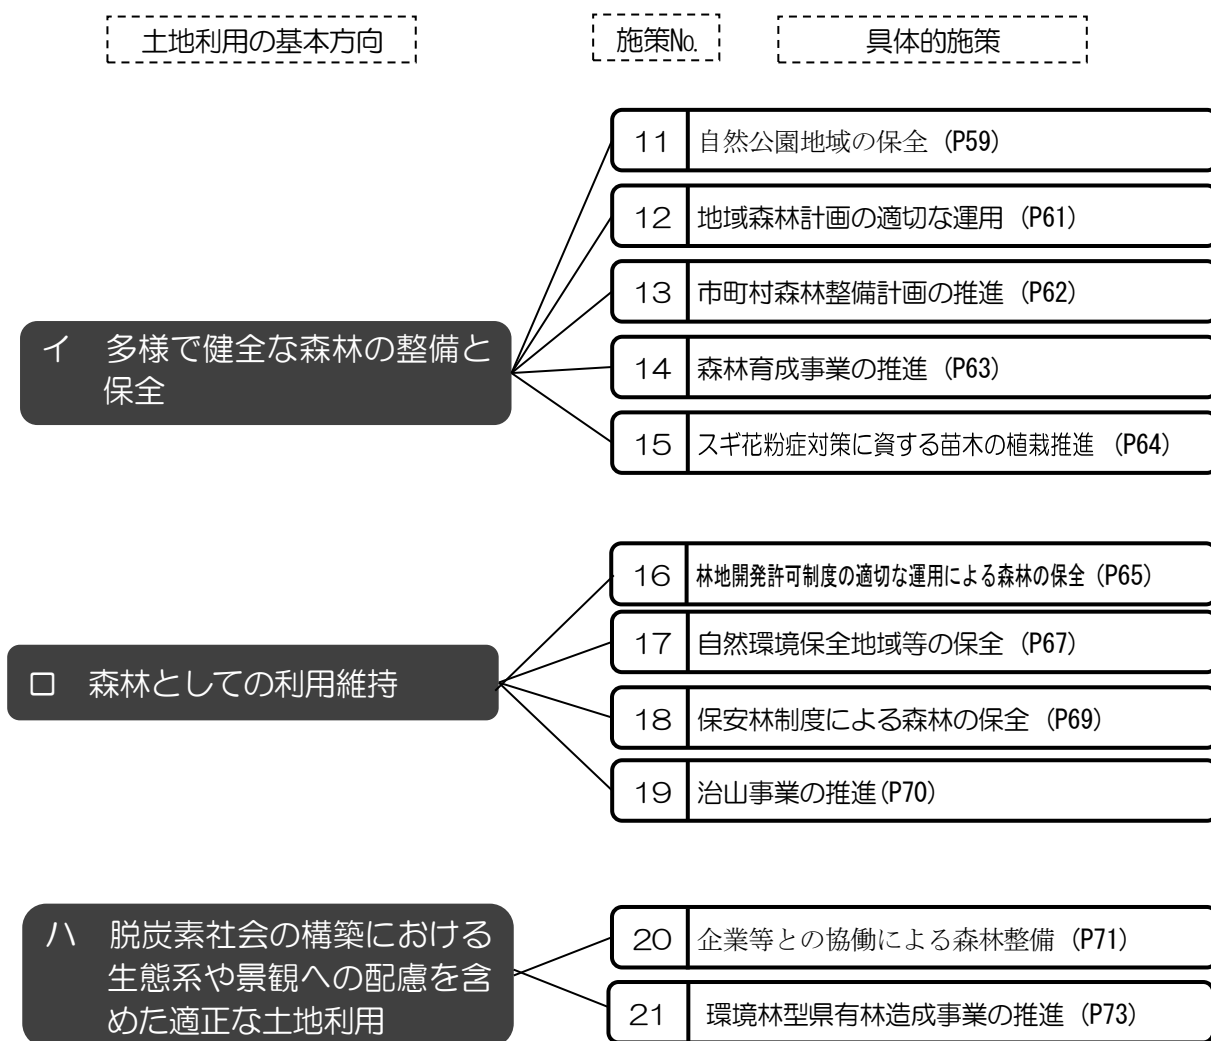 土地利用の基本方向 施策No. 具体的施策
イ 多様で健全な森林の整備と
保全
11 自然公園地域の保全 (P59)
12 地域森林計画の適切な運用 (P61)
13 市町村森林整備計画の推進 (P62)
14 森林育成事業の推進 (P63)
15 スギ花粉症対策に資する苗木の植栽推進 (P64)
ロ 森林としての利用維持
16 林地開発許可制度の適切な運用による森林の保全 (P65)
17 自然環境保全地域等の保全 (P67)
18 保安林制度による森林の保全 (P69)
19 治山事業の推進(P70)
ハ 脱炭素社会の構築における
生態系や景観への配慮を含
めた適正な土地利用
20 企業等との協働による森林整備 (P71)
21 環境林型県有林造成事業の推進 (P73)